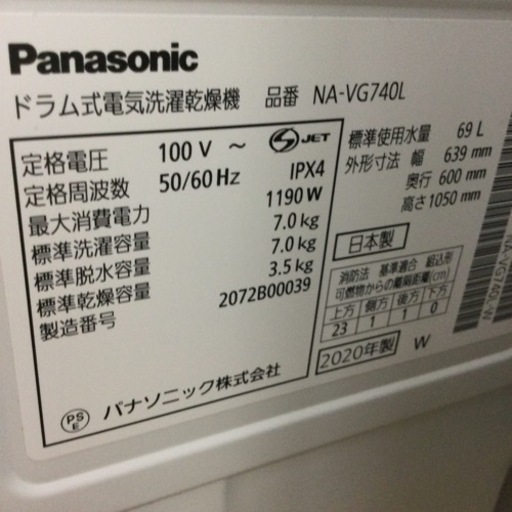 Panasonic
ドラム式電気洗濯乾燥機 品番 NA-VG740L
定格電圧 100 V ～ S JET
定格周波数 50/60 Hz IPX4
最大消費電力 1190 W
標準洗濯容量 7.0 kg
標準脱水容量 7.0 kg
標準乾燥容量 3.5 kg
製造番号 2072B00039
PS E パナソニック株式会社
標準使用水量 69 L
外形寸法 幅 639 mm
奥行 600 mm
高さ 1050 mm
日本製
消防法 基準適合 組込形
可燃物からの離隔距離(cm)
上方 側方 後方 下方
23 1 1 0
2020年製 W